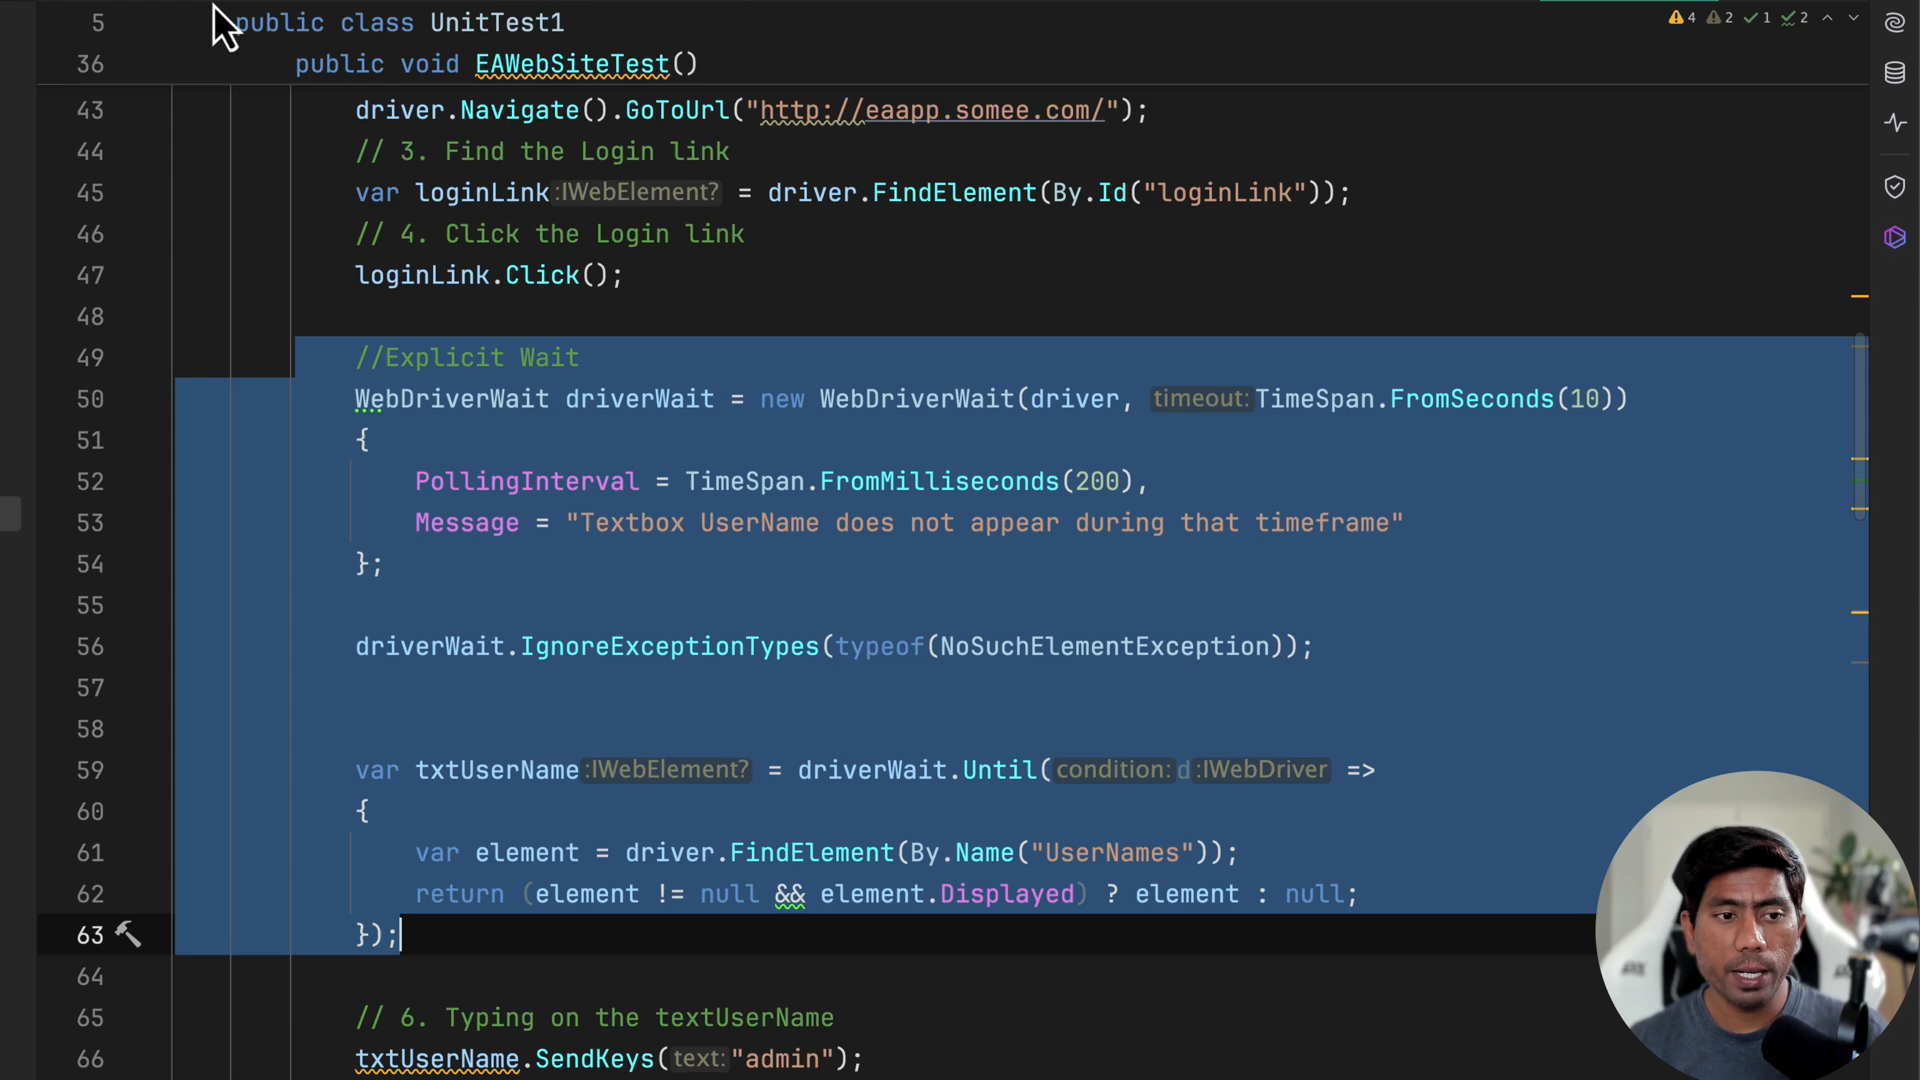 5 public class UnitTest1
4 2 1 2
36 public void EAWebSiteTest()
43 driver.Navigate().GoToUrl("http://eaapp.somee.com/");
44 // 3. Find the Login link
45 var loginLink :IWebElement? = driver.FindElement(By.Id("loginLink"));
46 // 4. Click the Login link
47 loginLink.Click();
48
49 //Explicit Wait
50 WebDriverWait driverWait = new WebDriverWait(driver, timeout: TimeSpan.FromSeconds(10))
51 {
52 PollingInterval = TimeSpan.FromMilliseconds(200),
53 Message = "Textbox UserName does not appear during that timeframe"
54 };
55
56 driverWait.IgnoreExceptionTypes(typeof(NoSuchElementException));
57
58
59 var txtUserName :IWebElement? = driverWait.Until(condition: d :IWebDriver =>
60 {
61 var element = driver.FindElement(By.Name("UserNames"));
62 return (element != null && element.Displayed) ? element : null;
63 });
64
65 // 6. Typing on the textUserName
66 txtUserName.SendKeys(text: "admin");